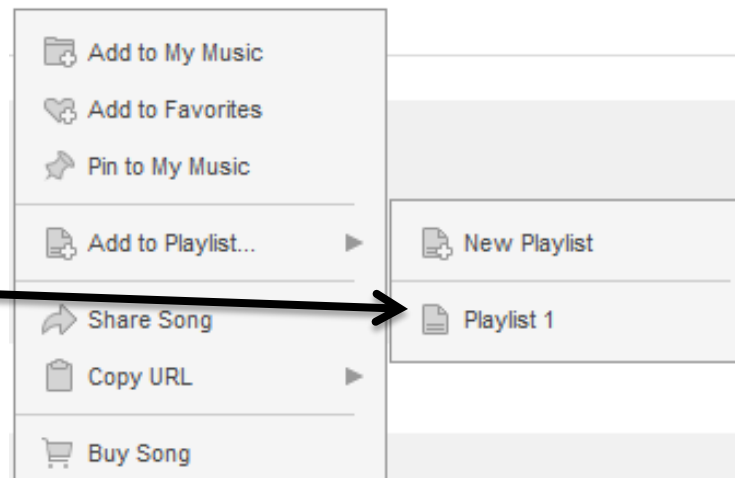 Add to My Music
Add to Favorites
Pin to My Music
Add to Playlist...
New Playlist
Share Song
Playlist 1
Copy URL
Buy Song